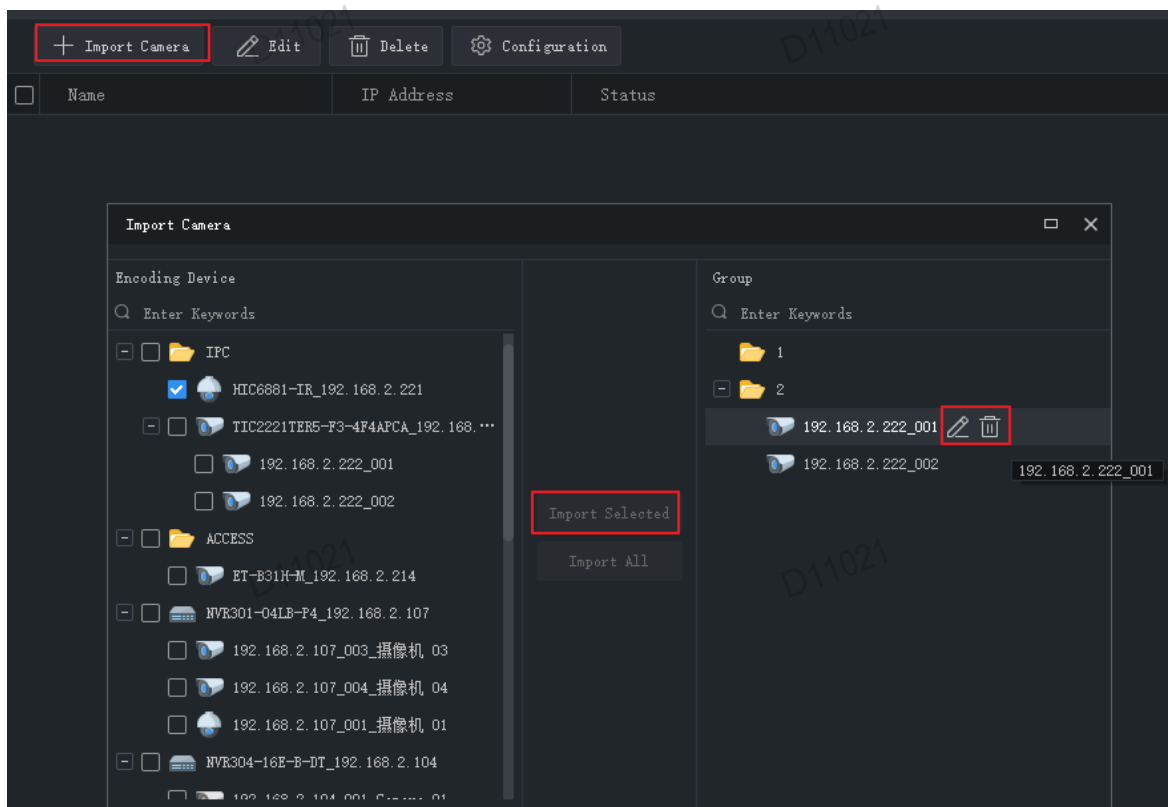 D11021
D11021
Import Camera Edit Delete Configuration
Name IP Address Status
Import Camera
Encoding Device Group
Enter Keywords Enter Keywords
IPC 1
HIC6881-IR_192.168.2.221 2
TIC2221TER5-F3-4F4APCA_192.168.··· 192.168.2.222_001
192.168.2.222_001 192.168.2.222_002
192.168.2.222_001
192.168.2.222_002 Import Selected
ACCESS
Import All
D11021
D11021
ET-B31H-M_192.168.2.214
NVR301-04LB-P4_192.168.2.107
192.168.2.107_003_摄像机 03
192.168.2.107_004_摄像机 04
192.168.2.107_001_摄像机 01
NVR304-16E-B-DT_192.168.2.104